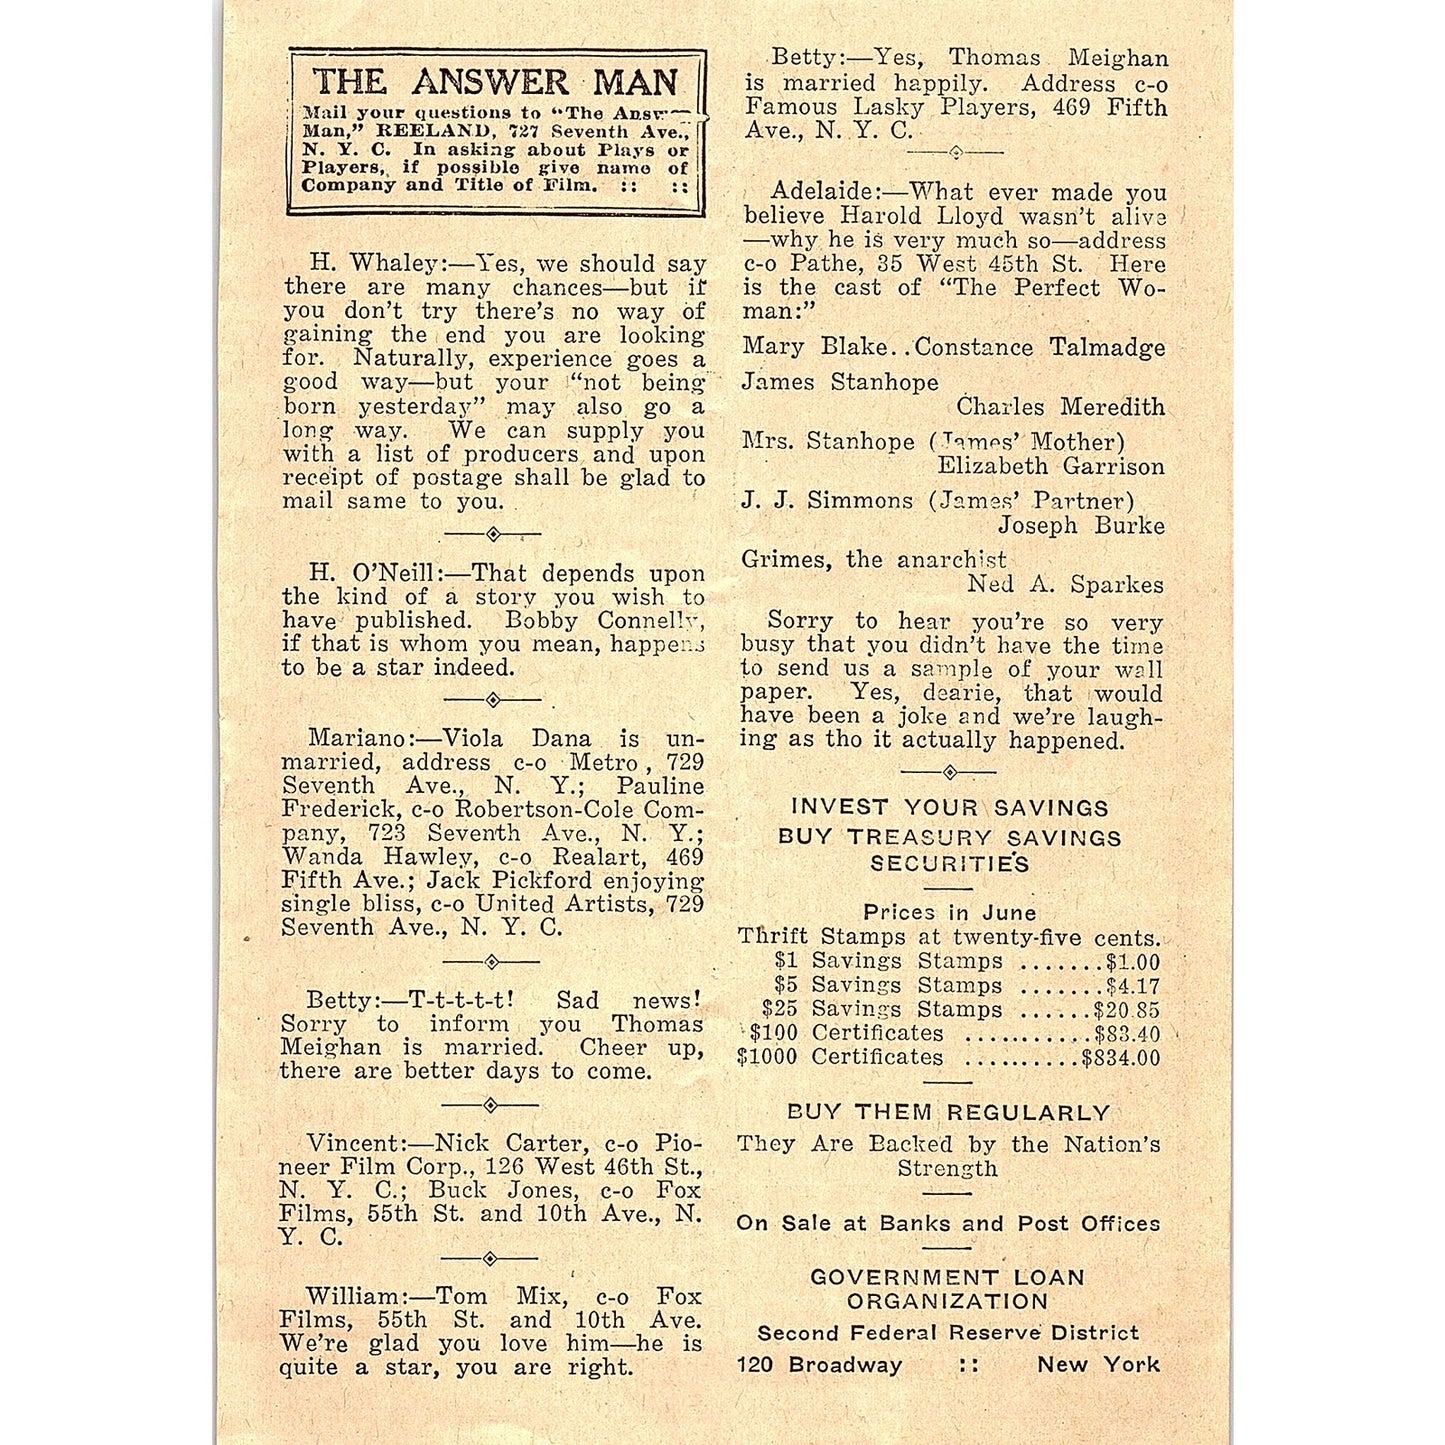 THE ANSWER MAN
Mail your questions to "The Answ
Man," REELAND, 727 Seventh Ave.,
N. Y. C. In asking about Plays or
Players, if possible give name of
Company and Title of Film. :: ::
H. Whaley:—Yes, we should say
there are many chances—but if
you don't try there's no way of
gaining the end you are looking
for. Naturally, experience goes a
good way—but your "not being
born yesterday" may also go a
long way. We can supply you
with a list of producers and upon
receipt of postage shall be glad to
mail same to you.
H. O'Neill:—That depends upon
the kind of a story you wish to
have published. Bobby Connelly,
if that is whom you mean, happens
to be a star indeed.
Mariano:—Viola Dana is un-
married, address c-o Metro, 729
Seventh Ave., N. Y.; Pauline
Frederick, c-o Robertson-Cole Com-
pany, 723 Seventh Ave., N. Y.;
Wanda Hawley, c-o Realart, 469
Fifth Ave.; Jack Pickford enjoying
single bliss, c-o United Artists, 729
Seventh Ave., N. Y. C.
Betty:—T-t-t-t-t! Sad news!
Sorry to inform you Thomas
Meighan is married. Cheer up,
there are better days to come.
Vincent:—Nick Carter, c-o Pio-
neer Film Corp., 126 West 46th St.,
N. Y. C.; Buck Jones, c-o Fox
Films, 55th St. and 10th Ave., N.
Y. C.
William:—Tom Mix, c-o Fox
Films, 55th St. and 10th Ave.
We're glad you love him—he is
quite a star, you are right.
Betty:—Yes, Thomas Meighan
is married happily. Address c-o
Famous Lasky Players, 469 Fifth
Ave., N. Y. C.
Adelaide:—What ever made you
believe Harold Lloyd wasn't alive
—why he is very much so—address
c-o Pathe, 35 West 45th St. Here
is the cast of "The Perfect Wo-
man:"
Mary Blake..Constance Talmadge
James Stanhope
Charles Meredith
Mrs. Stanhope (James' Mother)
Elizabeth Garrison
J. J. Simmons (James' Partner)
Joseph Burke
Grimes, the anarchist
Ned A. Sparkes
Sorry to hear you're so very
busy that you didn't have the time
to send us a sample of your wall
paper. Yes, dearie, that would
have been a joke and we're laugh-
ing as tho it actually happened.
INVEST YOUR SAVINGS
BUY TREASURY SAVINGS
SECURITIES
Prices in June
Thrift Stamps at twenty-five cents.
$1 Savings Stamps .......$1.00
$5 Savings Stamps .......$4.17
$25 Savings Stamps ......$20.85
$100 Certificates ...........$83.40
$1000 Certificates ..........$834.00
BUY THEM REGULARLY
They Are Backed by the Nation's
Strength
On Sale at Banks and Post Offices
GOVERNMENT LOAN
ORGANIZATION
Second Federal Reserve District
120 Broadway :: New York